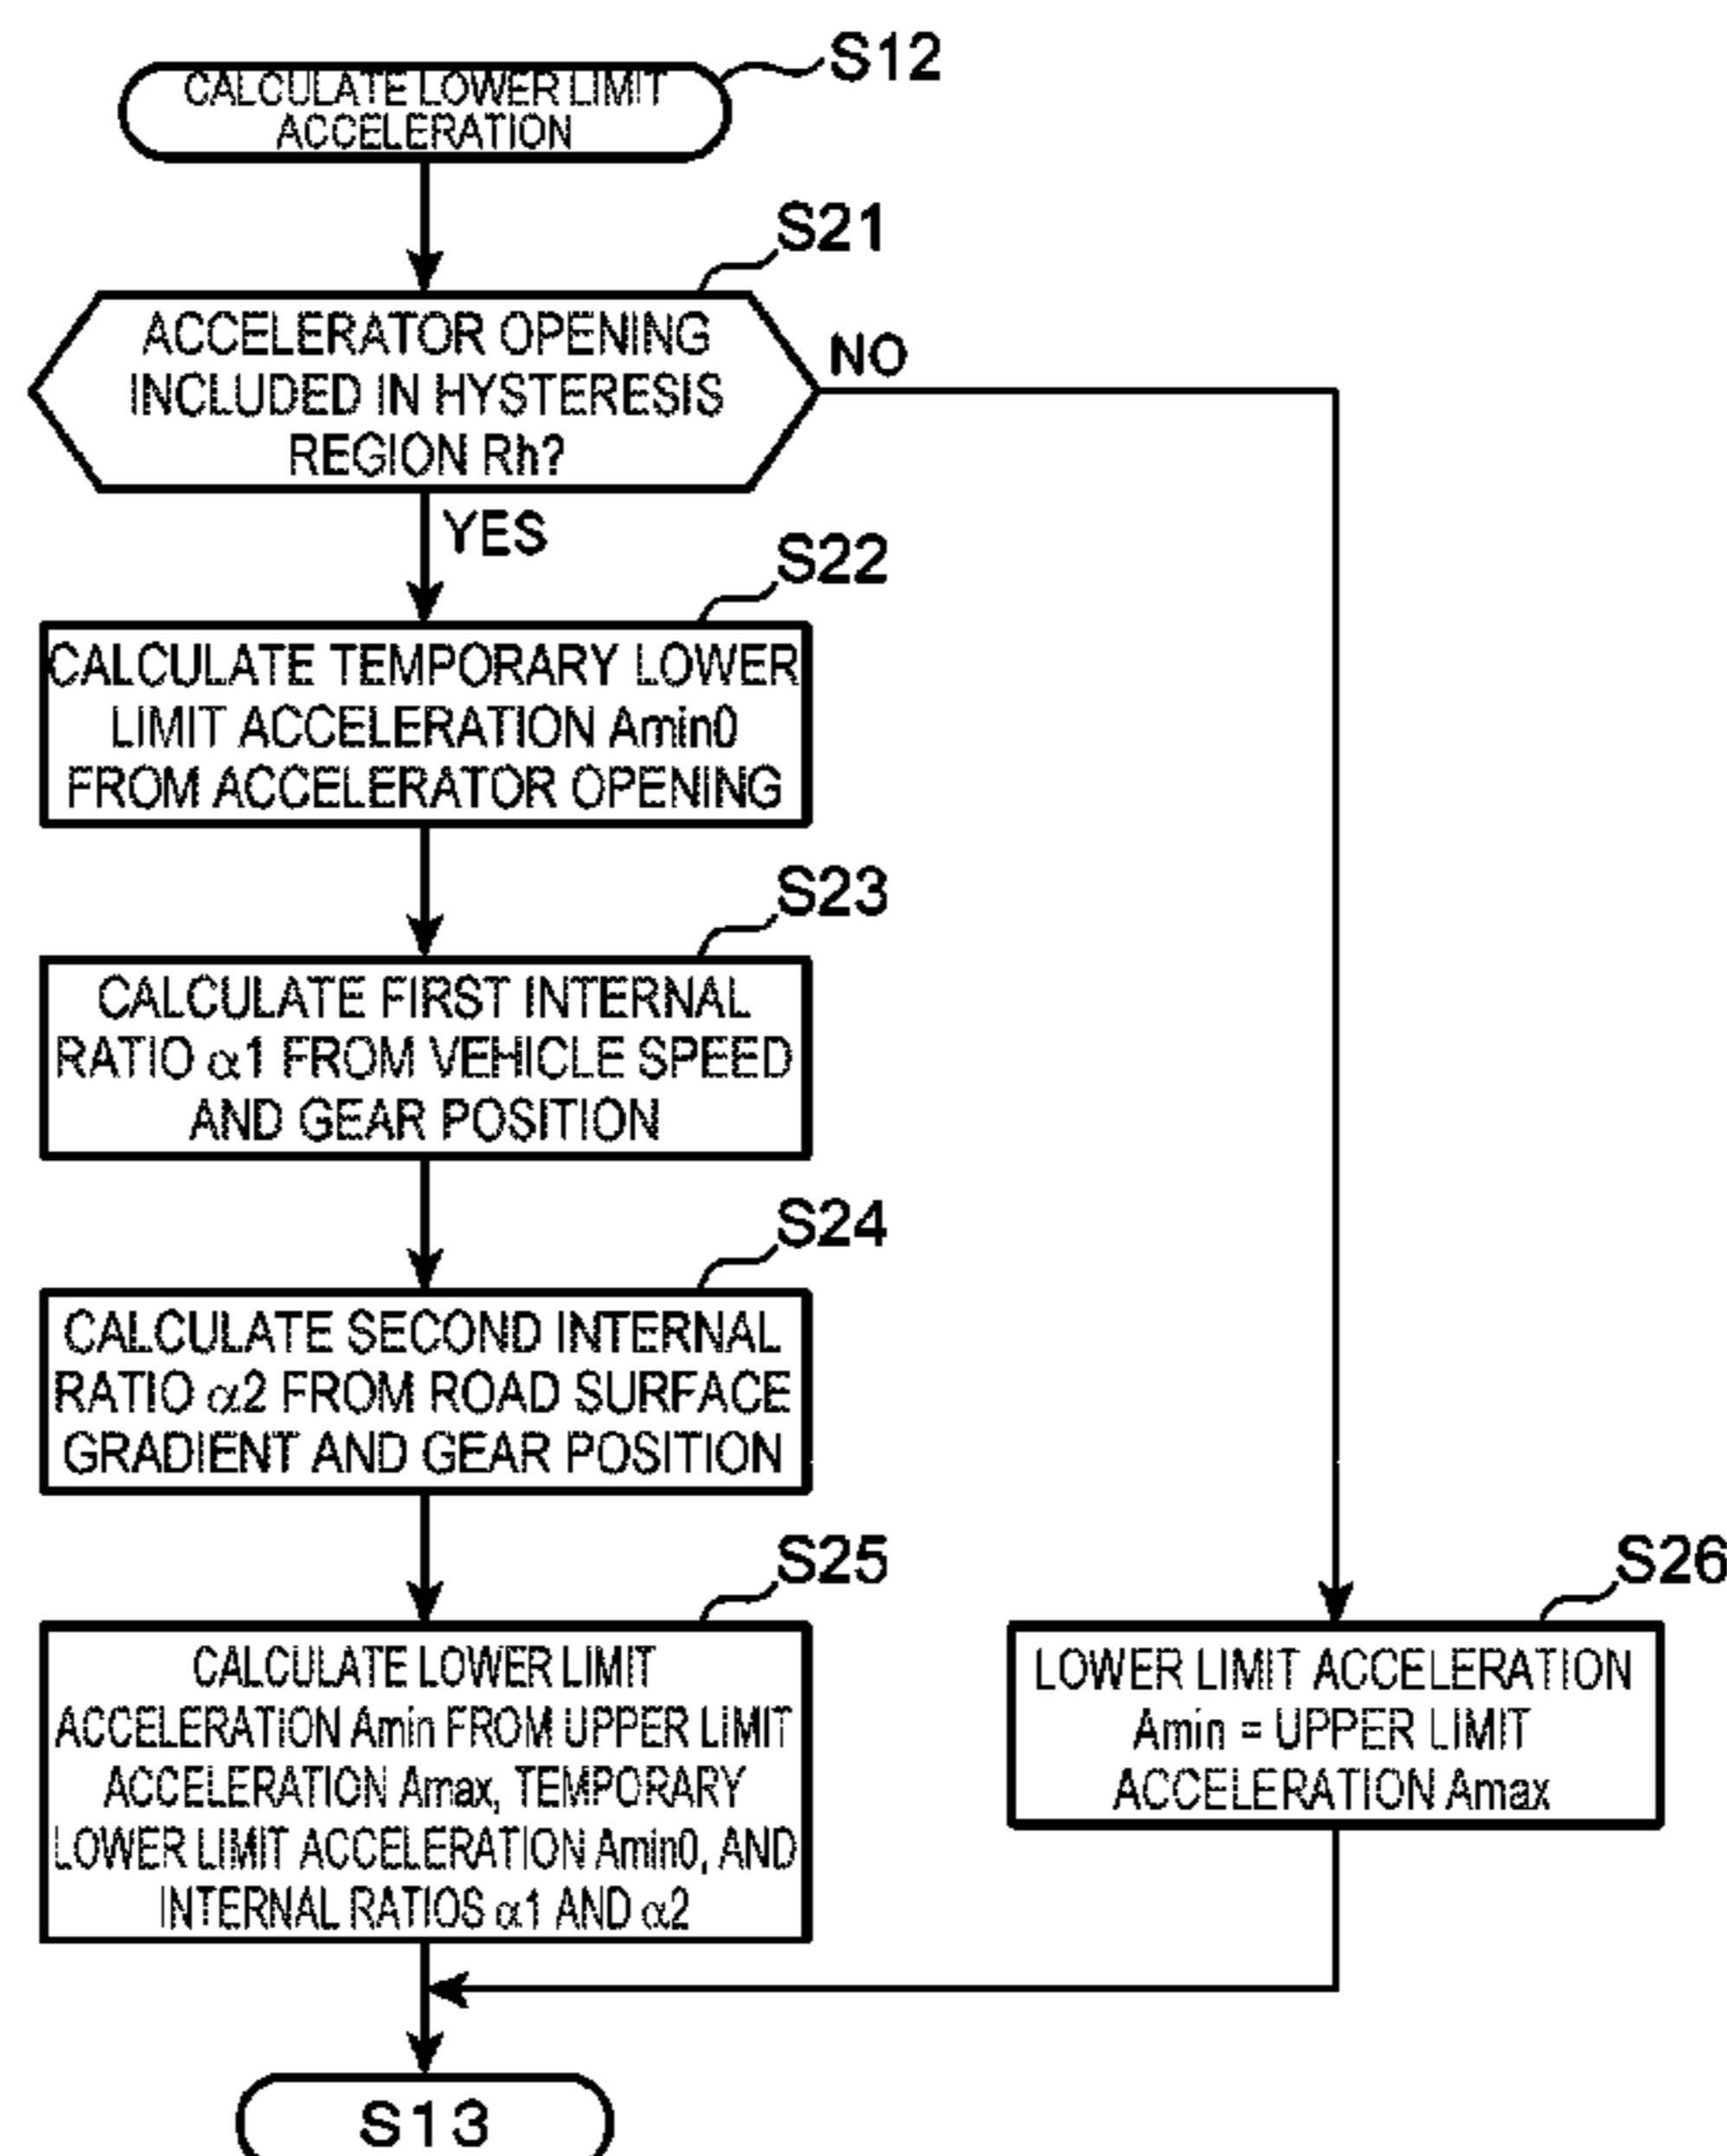 S12
CALCULATE LOWER LIMIT
ACCELERATION
S21
ACCELERATOR OPENING
INCLUDED IN HYSTERESIS
REGION Rh?
NO
YES
S22
CALCULATE TEMPORARY LOWER
LIMIT ACCELERATION Amin0
FROM ACCELERATOR OPENING
S23
CALCULATE FIRST INTERNAL
RATIO α1 FROM VEHICLE SPEED
AND GEAR POSITION
S24
CALCULATE SECOND INTERNAL
RATIO α2 FROM ROAD SURFACE
GRADIENT AND GEAR POSITION
S25
CALCULATE LOWER LIMIT
ACCELERATION Amin FROM UPPER LIMIT
ACCELERATION Amax, TEMPORARY
LOWER LIMIT ACCELERATION Amin0, AND
INTERNAL RATIOS α1 AND α2
S26
LOWER LIMIT ACCELERATION
Amin = UPPER LIMIT
ACCELERATION Amax
S13